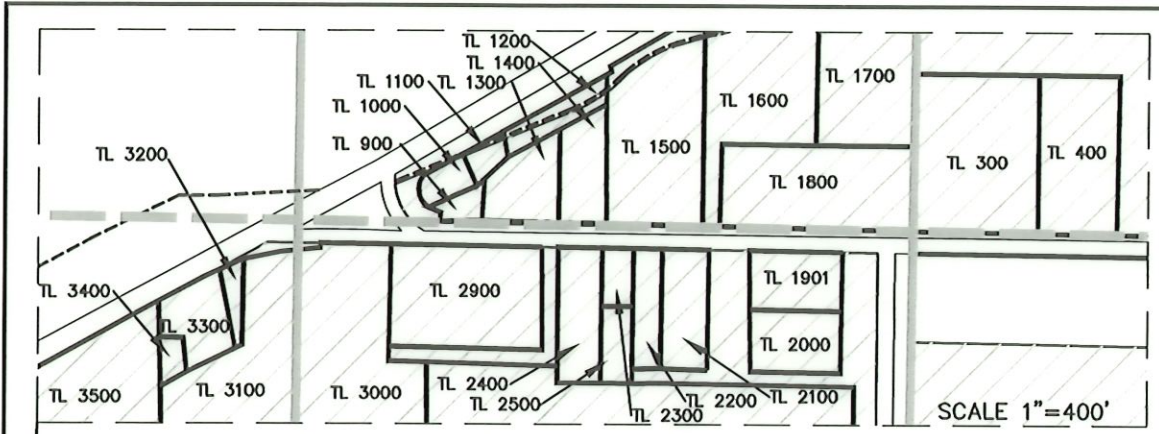 TL 1200
TL 1400
TL 1100
TL 1300
TL 1000
TL 900
TL 1700
TL 1600
TL 1500
TL 1800
TL 300
TL 400
TL 3200
TL 3400
TL 3300
TL 2900
TL 1901
TL 2000
TL 3500
TL 3100
TL 3000
TL 2400
TL 2500
TL 2300
TL 2200
TL 2100
SCALE 1"=400'